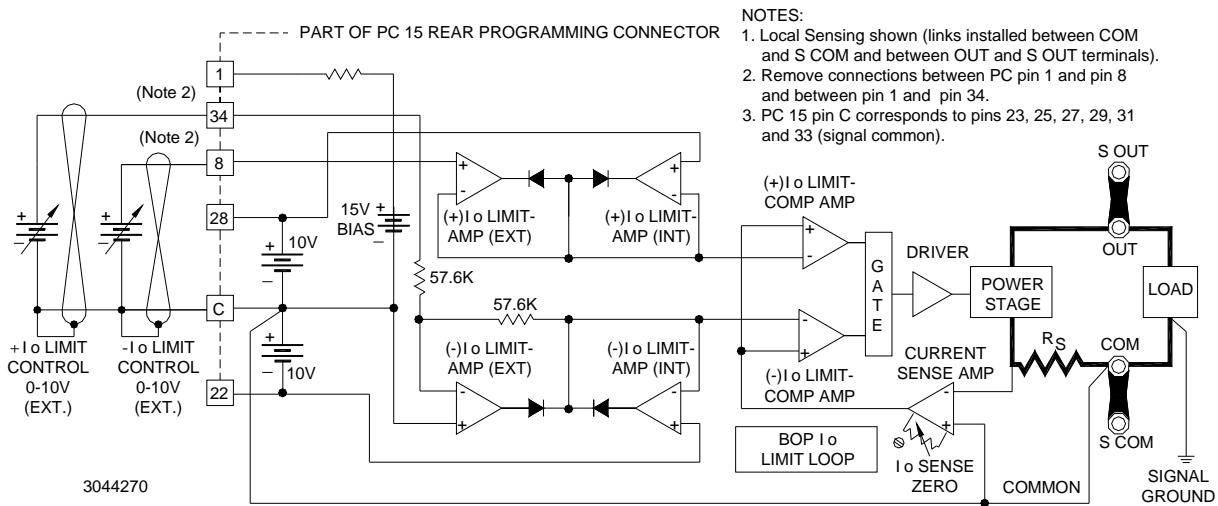 PART OF PC 15 REAR PROGRAMMING CONNECTOR
NOTES:
1. Local Sensing shown (links installed between COM
and S COM and between OUT and S OUT terminals).
2. Remove connections between PC pin 1 and pin 8
and between pin 1 and pin 34.
3. PC 15 pin C corresponds to pins 23, 25, 27, 29, 31
and 33 (signal common).
1
(Note 2)
34
(Note 2)
8
28
C
22
+
–
+
–
+I o LIMIT
CONTROL
0-10V
(EXT.)
-I o LIMIT
CONTROL
0-10V
(EXT.)
+
10V
–
+
–
10V
15V
BIAS
+
–
57.6K
57.6K
+
-
(+)I o LIMIT-
AMP (EXT)
+
-
(+)I o LIMIT-
AMP (INT)
(-)I o LIMIT-
AMP (EXT)
-
+
(-)I o LIMIT-
AMP (INT)
-
+
(+)I o LIMIT-
COMP AMP
+
-
-
+
(-)I o LIMIT-
COMP AMP
G
A
T
E
DRIVER
POWER
STAGE
S OUT
OUT
LOAD
RS
COM
S COM
CURRENT
SENSE AMP
-
+
I o SENSE
ZERO
BOP I o
LIMIT LOOP
COMMON
SIGNAL
GROUND
3044270